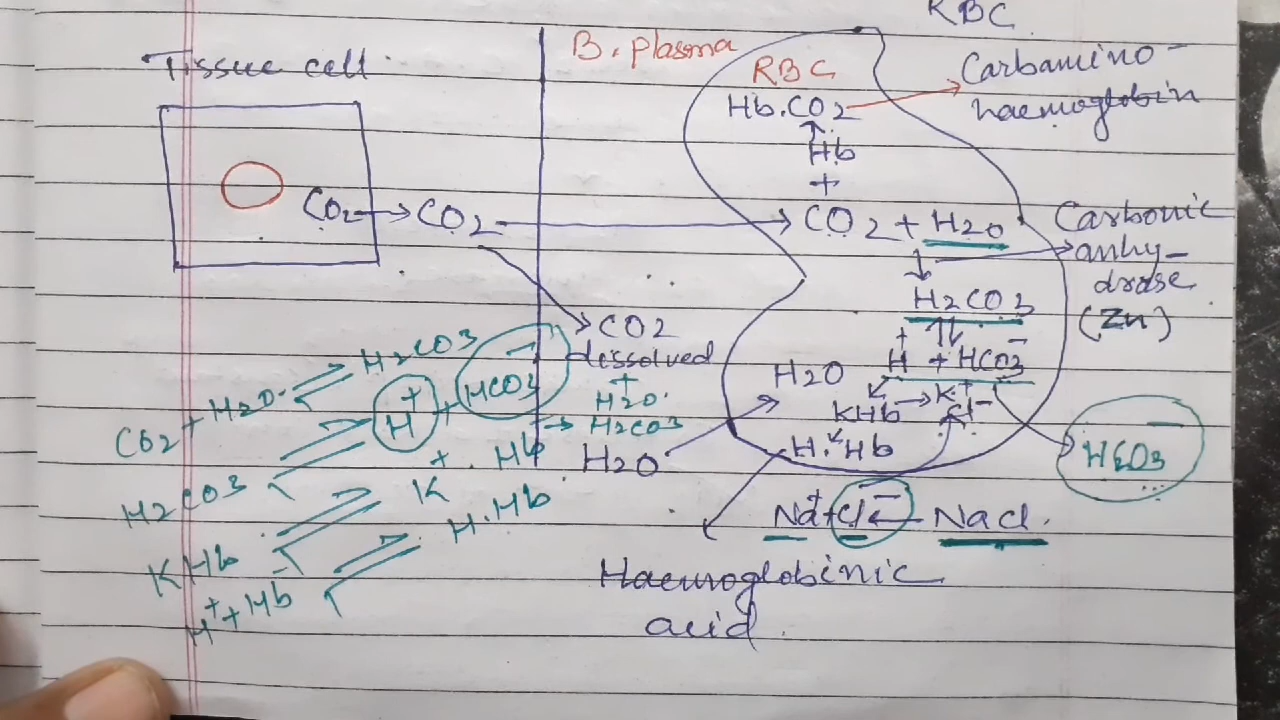 RBC
Tissue cell
B. plasma
RBC
Carbamino-
haemoglobin
Hb.CO2
Hb
+
CO2 → CO2 → CO2 + H2O
Carbonic
anhy-
drase
(Zn)
H2CO3
CO2
dissolved
+
H2O
→ H2CO3
H+ + HCO3-
H2O
KHb → K+
Cl-
H.Hb
HCO3-
H2O
Na+ + Cl- ← NaCl.
Haemoglobinic
acid.
CO2 + H2O ⇌ H2CO3
H2CO3 ⇌ H+ + HCO3-
KHb ⇌ K + Hb
H+ + Hb ⇌ H.Hb